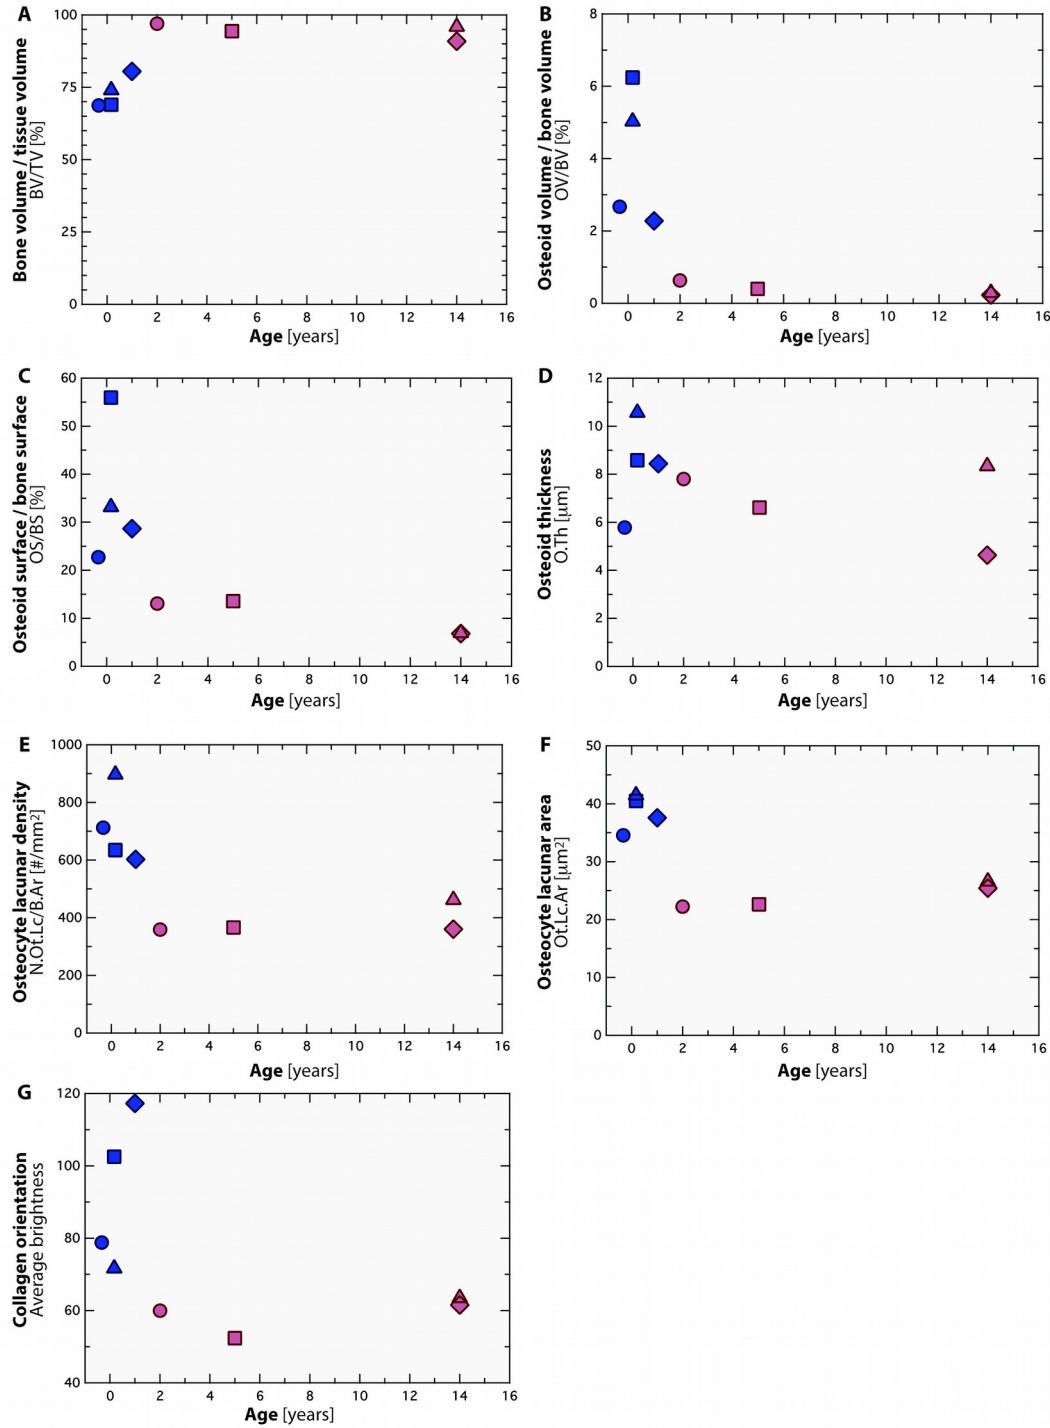 A
Bone volume / tissue volume
BV/TV [%]
100
75
50
25
0
0 2 4 6 8 10 12 14 16
Age [years]
B
Osteoid volume / bone volume
OV/BV [%]
8
6
4
2
0
0 2 4 6 8 10 12 14 16
Age [years]
C
Osteoid surface / bone surface
OS/BS [%]
60
50
40
30
20
10
0
0 2 4 6 8 10 12 14 16
Age [years]
D
Osteoid thickness
O.Th [µm]
12
10
8
6
4
2
0
0 2 4 6 8 10 12 14 16
Age [years]
E
Osteocyte lacunar density
N.Ot.Lc/B.Ar [#/mm²]
1000
800
600
400
200
0
0 2 4 6 8 10 12 14 16
Age [years]
F
Osteocyte lacunar area
Ot.Lc.Ar [µm²]
50
40
30
20
10
0
0 2 4 6 8 10 12 14 16
Age [years]
G
Collagen orientation
Average brightness
120
100
80
60
40
0 2 4 6 8 10 12 14 16
Age [years]